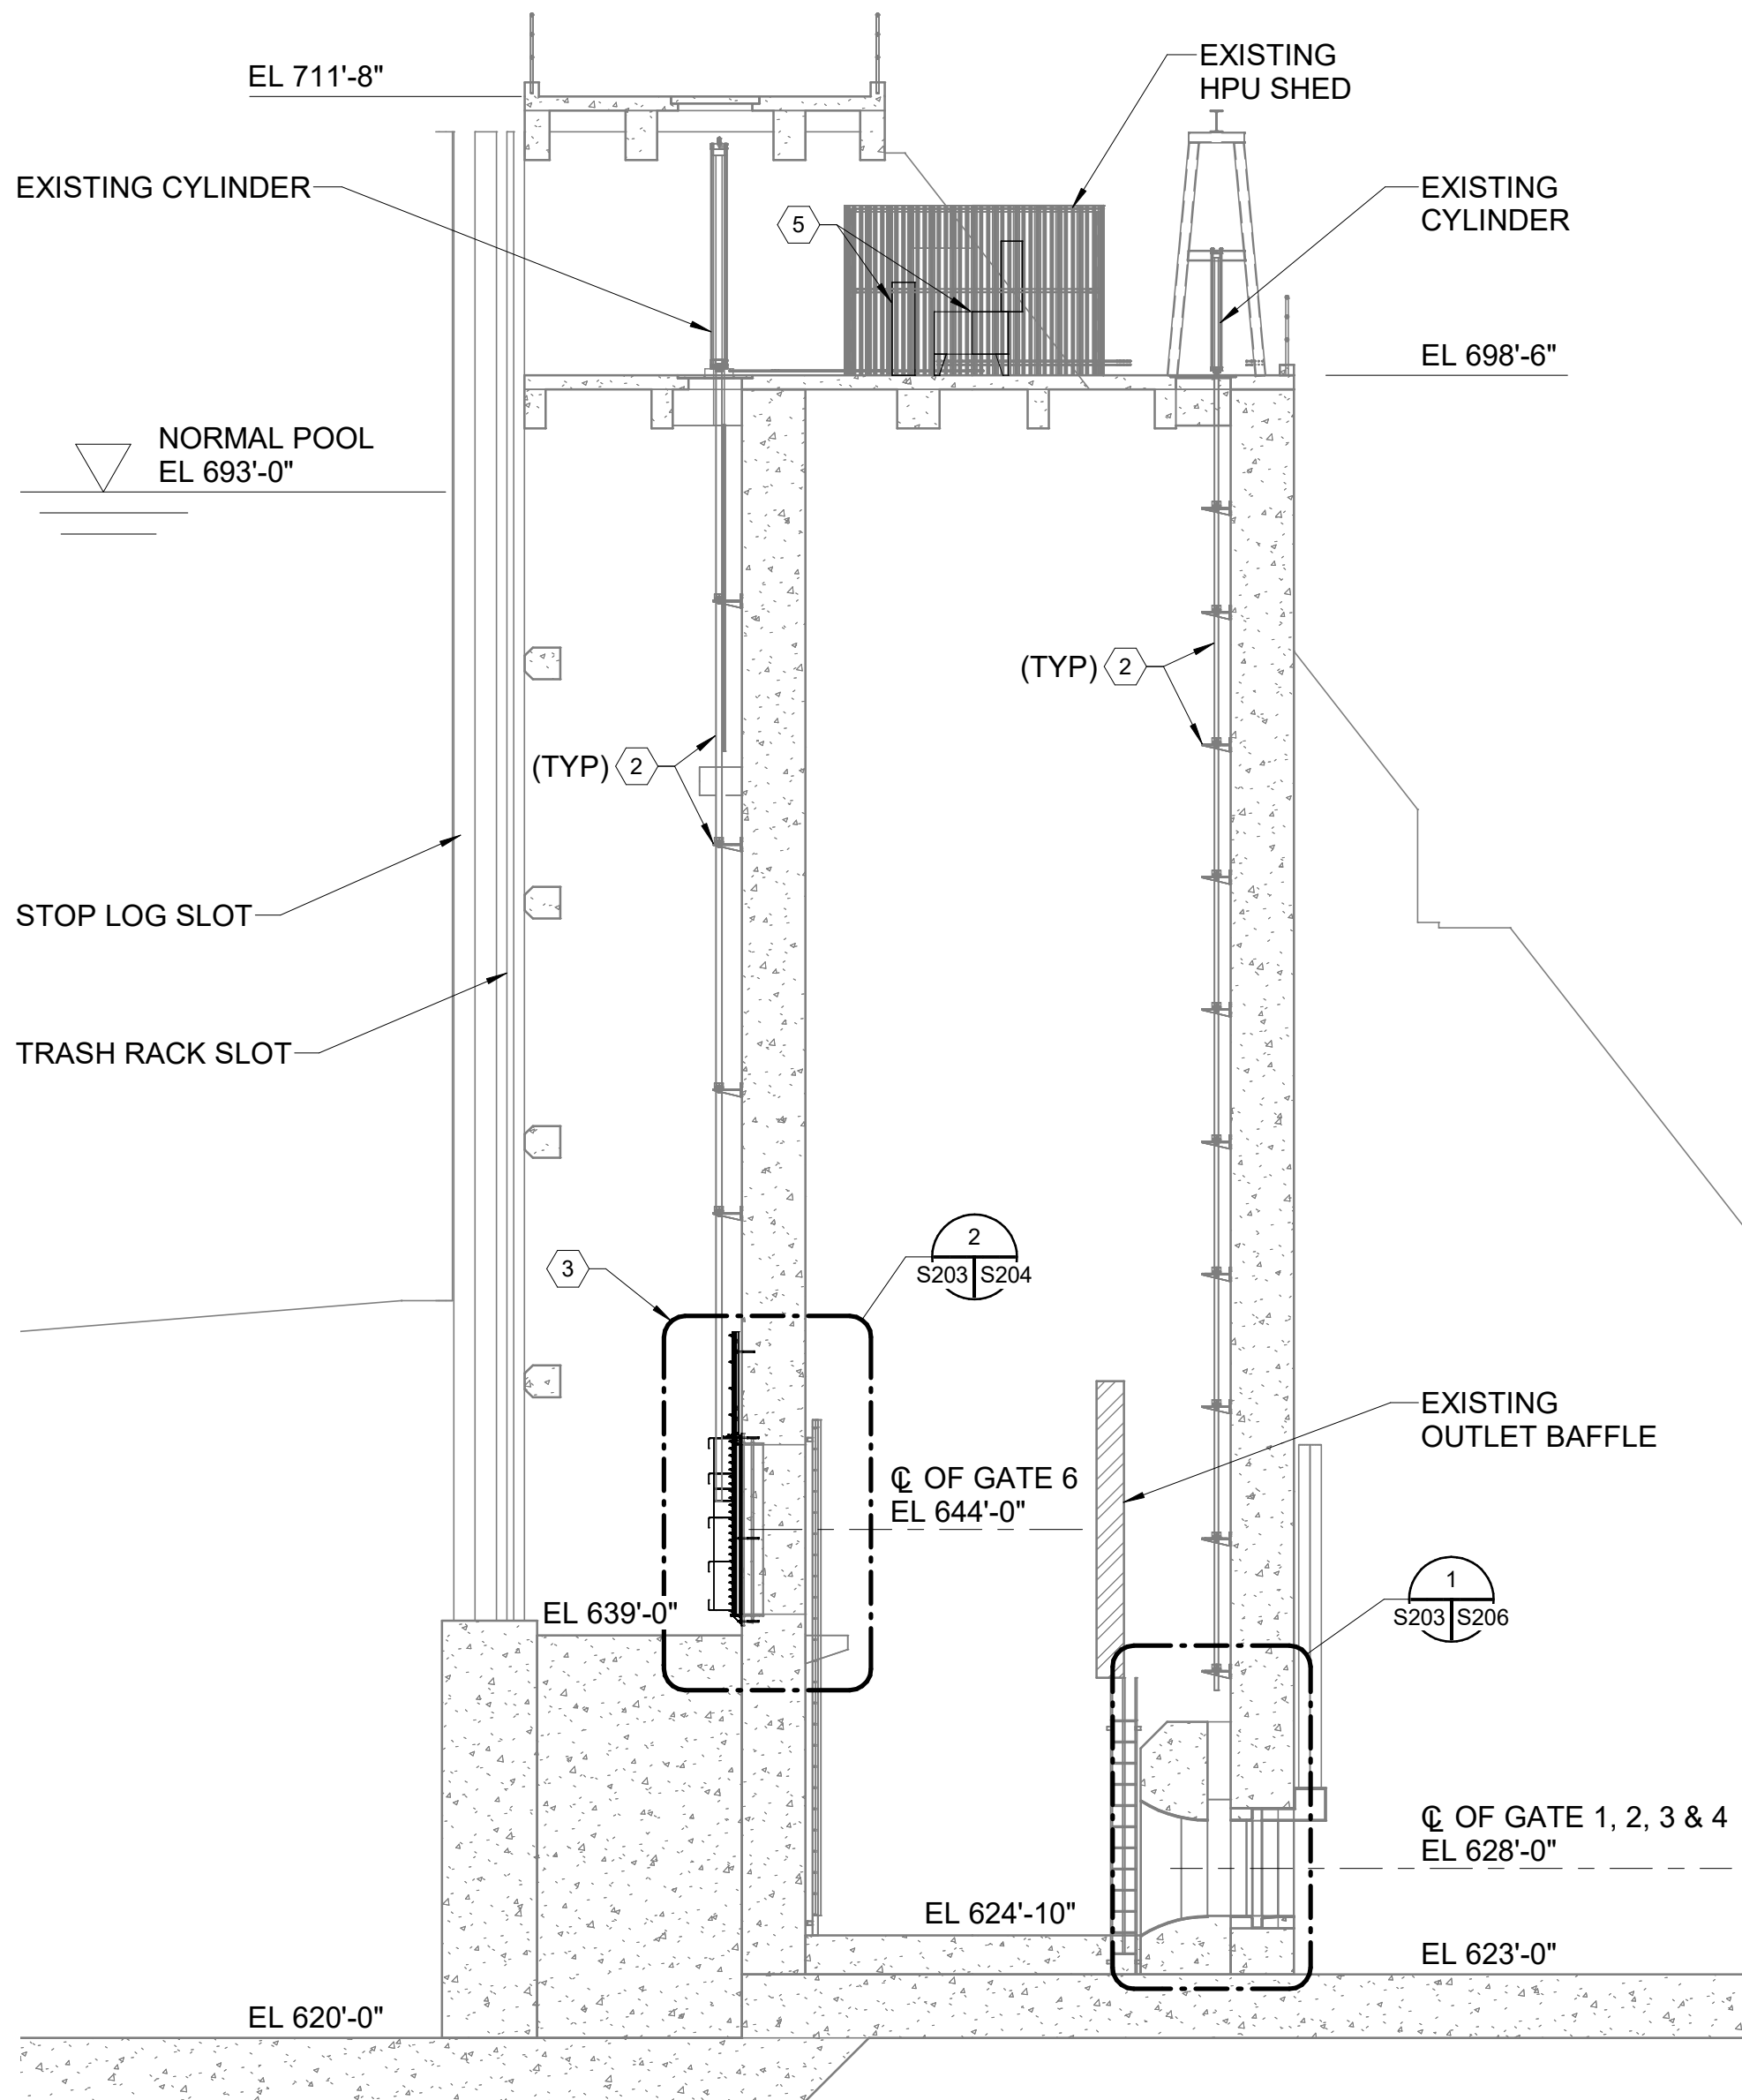 EL 711'-8"
EXISTING
HPU SHED
EXISTING CYLINDER
5
EXISTING
CYLINDER
EL 698'-6"
NORMAL POOL
EL 693'-0"
(TYP) 2
(TYP) 2
STOP LOG SLOT
TRASH RACK SLOT
2
S203 S204
3
EXISTING
OUTLET BAFFLE
℄ OF GATE 6
EL 644'-0"
1
S203 S206
EL 639'-0"
℄ OF GATE 1, 2, 3 & 4
EL 628'-0"
EL 624'-10"
EL 623'-0"
EL 620'-0"